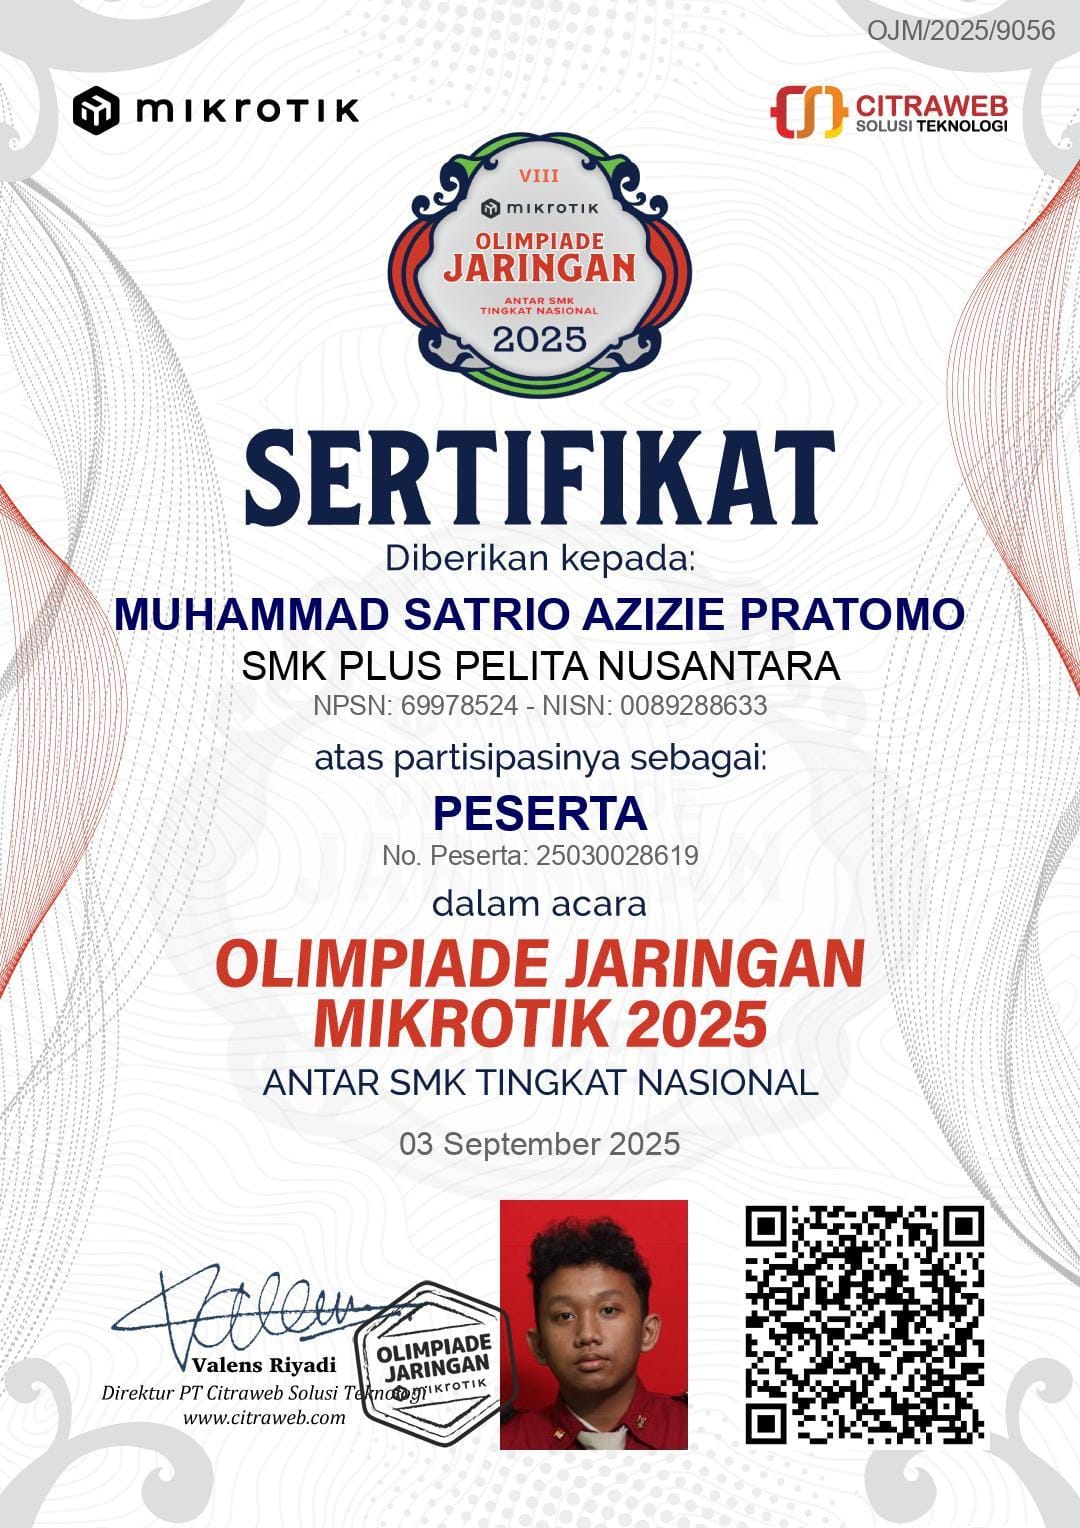 OJM/2025/9056
mikrotik
CITRAWEB
SOLUSI TEKNOLOGI
VIII
mikrotik
OLIMPIADE
JARINGAN
ANTAR SMK
TINGKAT NASIONAL
2025
SERTIFIKAT
Diberikan kepada:
MUHAMMAD SATRIO AZIZIE PRATOMO
SMK PLUS PELITA NUSANTARA
NPSN: 69978524 - NISN: 0089288633
atas partisipasinya sebagai:
PESERTA
No. Peserta: 25030028619
dalam acara
OLIMPIADE JARINGAN
MIKROTIK 2025
ANTAR SMK TINGKAT NASIONAL
03 September 2025
Valens Riyadi
Direktur PT Citraweb Solusi Teknologi
www.citraweb.com
OLIMPIADE
JARINGAN
mikrotik